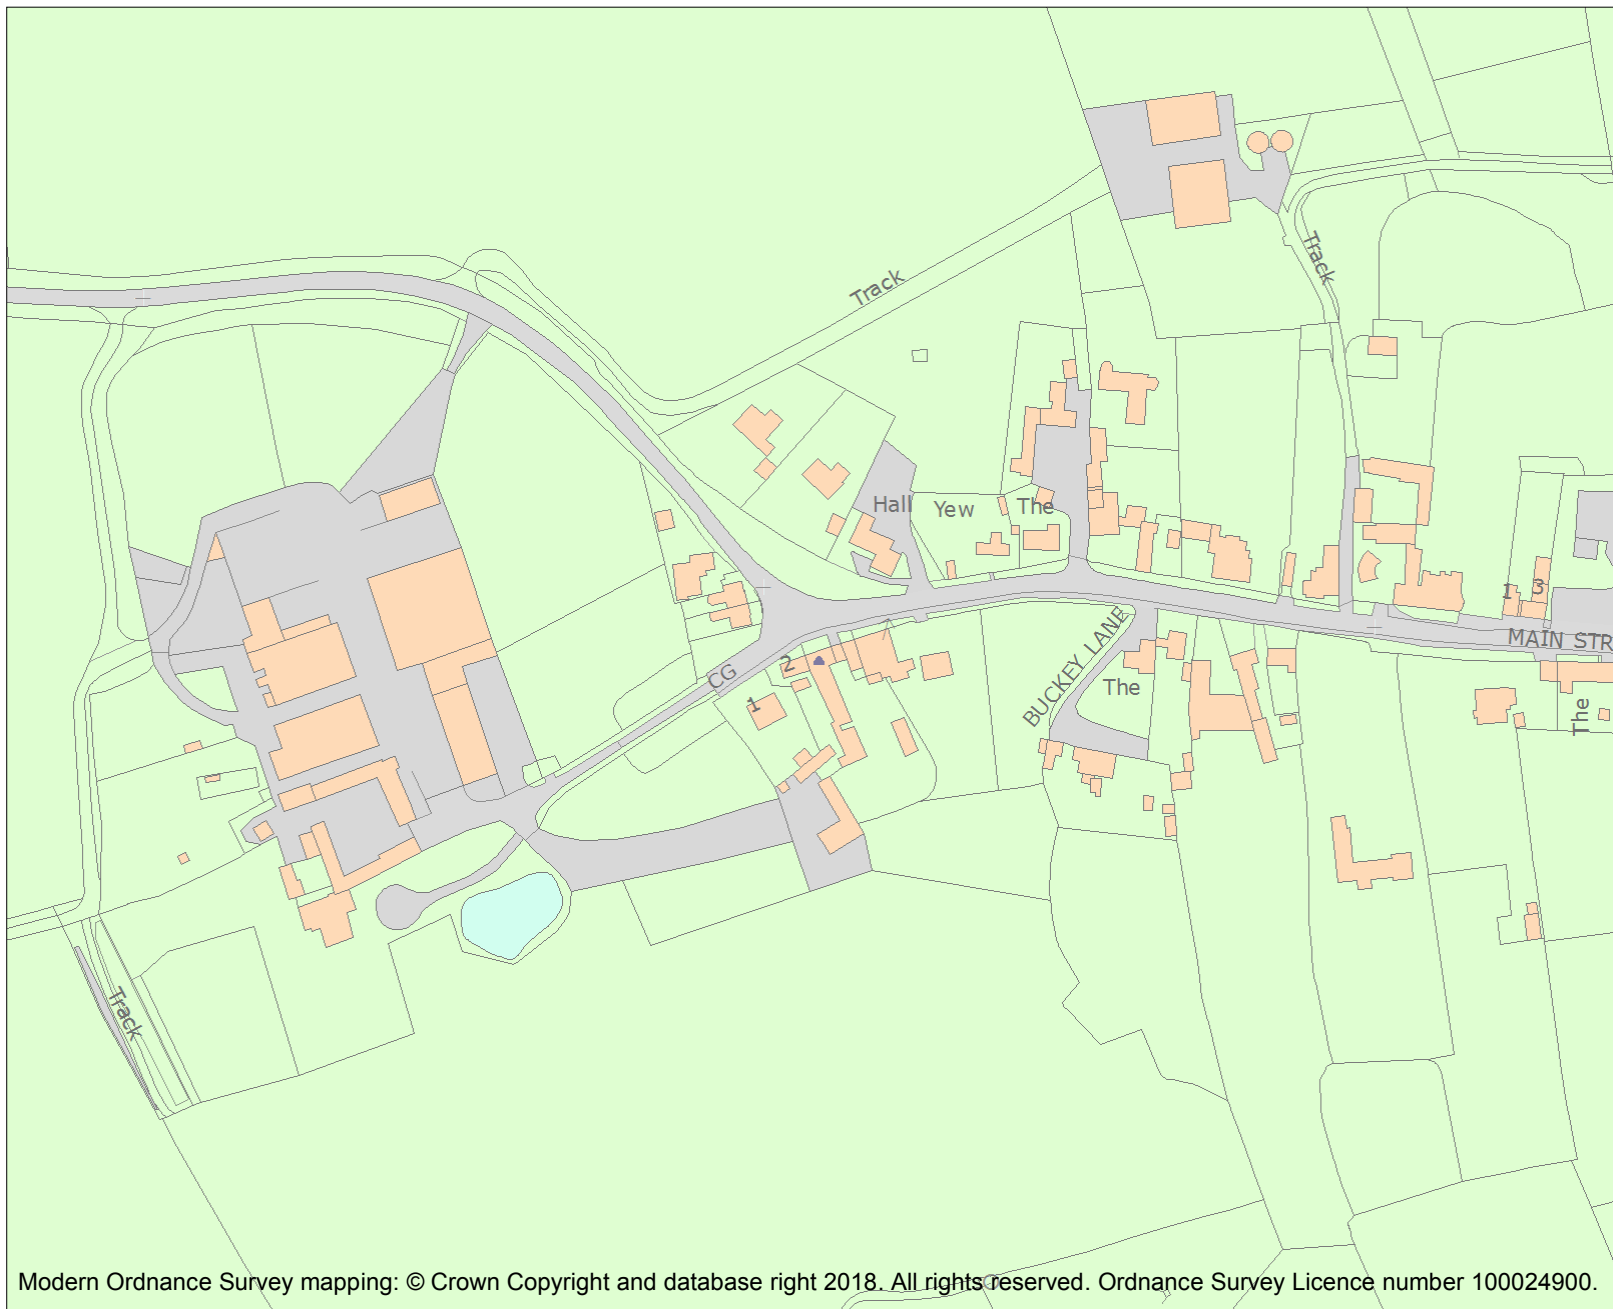 Track
Track
Hall
Yew
The
1
3
MAIN STR
BUCKEY LANE
CG
2
The
1
The
Track
Modern Ordnance Survey mapping: © Crown Copyright and database right 2018. All rights reserved. Ordnance Survey Licence number 100024900.